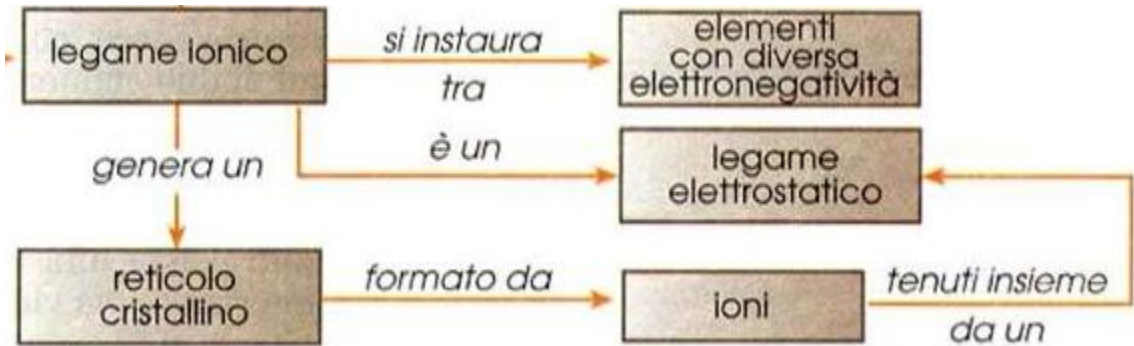 legame ionico
si instaura
tra
elementi
con diversa
elettronegatività
genera un
è un
legame
elettrostatico
reticolo
cristallino
formato da
ioni
tenuti insieme
da un